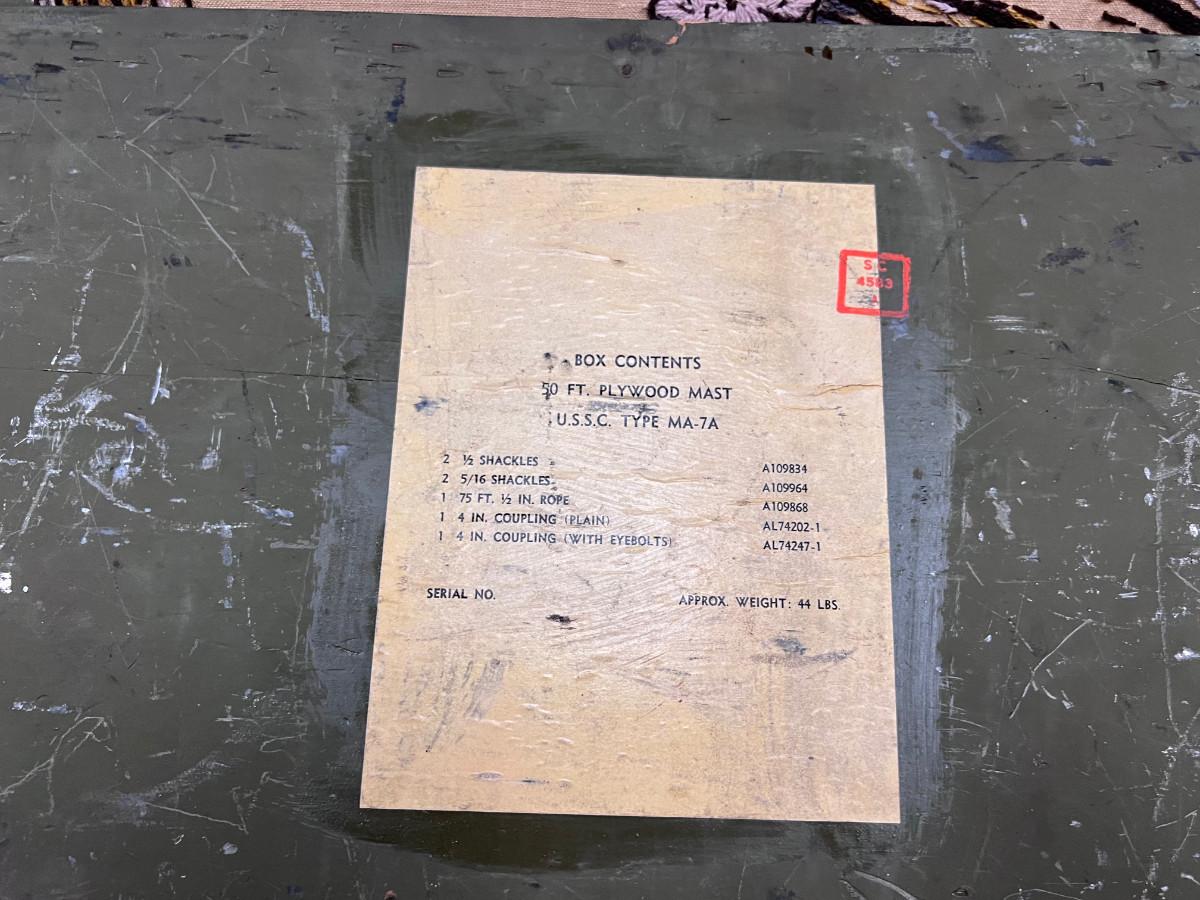 S C
4583
A
BOX CONTENTS
50 FT. PLYWOOD MAST
U.S.S.C. TYPE MA-7A
2 ½ SHACKLES A109834
2 5/16 SHACKLES A109964
1 75 FT. ½ IN. ROPE A109868
1 4 IN. COUPLING (PLAIN) AL74202-1
1 4 IN. COUPLING (WITH EYEBOLTS) AL74247-1
SERIAL NO. APPROX. WEIGHT: 44 LBS.